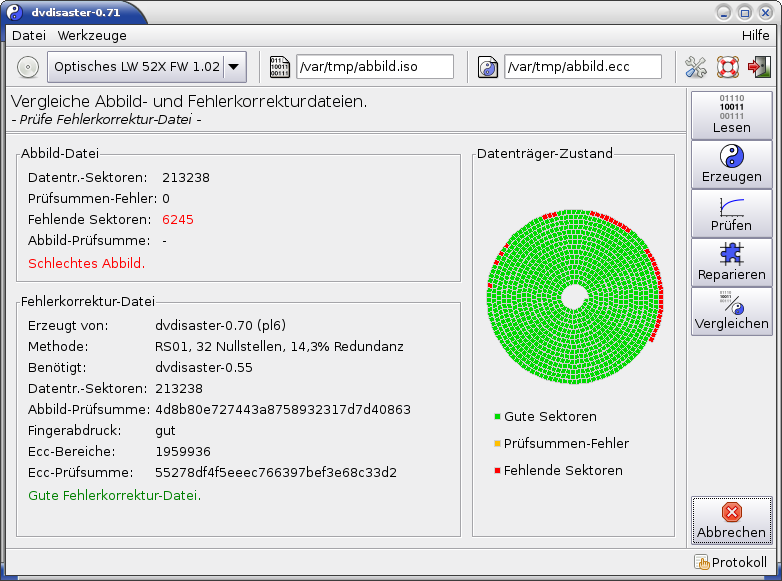 dvdisaster-0.71
Datei Werkzeuge Hilfe
Optisches LW 52X FW 1.02 /var/tmp/abbild.iso /var/tmp/abbild.ecc
Vergleiche Abbild- und Fehlerkorrekturdateien.
- Prüfe Fehlerkorrektur-Datei -
Abbild-Datei
Datentr.-Sektoren: 213238
Prüfsummen-Fehler: 0
Fehlende Sektoren: 6245
Abbild-Prüfsumme: -
Schlechtes Abbild.
Fehlerkorrektur-Datei
Erzeugt von: dvdisaster-0.70 (pl6)
Methode: RS01, 32 Nullstellen, 14,3% Redundanz
Benötigt: dvdisaster-0.55
Datentr.-Sektoren: 213238
Abbild-Prüfsumme: 4d8b80e727443a8758932317d7d40863
Fingerabdruck: gut
Ecc-Bereiche: 1959936
Ecc-Prüfsumme: 55278df4f5eeec766397bef3e68c33d2
Gute Fehlerkorrektur-Datei.
Datenträger-Zustand
Gute Sektoren
Prüfsummen-Fehler
Fehlende Sektoren
01110
10011
00111
Lesen
Erzeugen
Prüfen
Reparieren
Vergleichen
Abbrechen
Protokoll